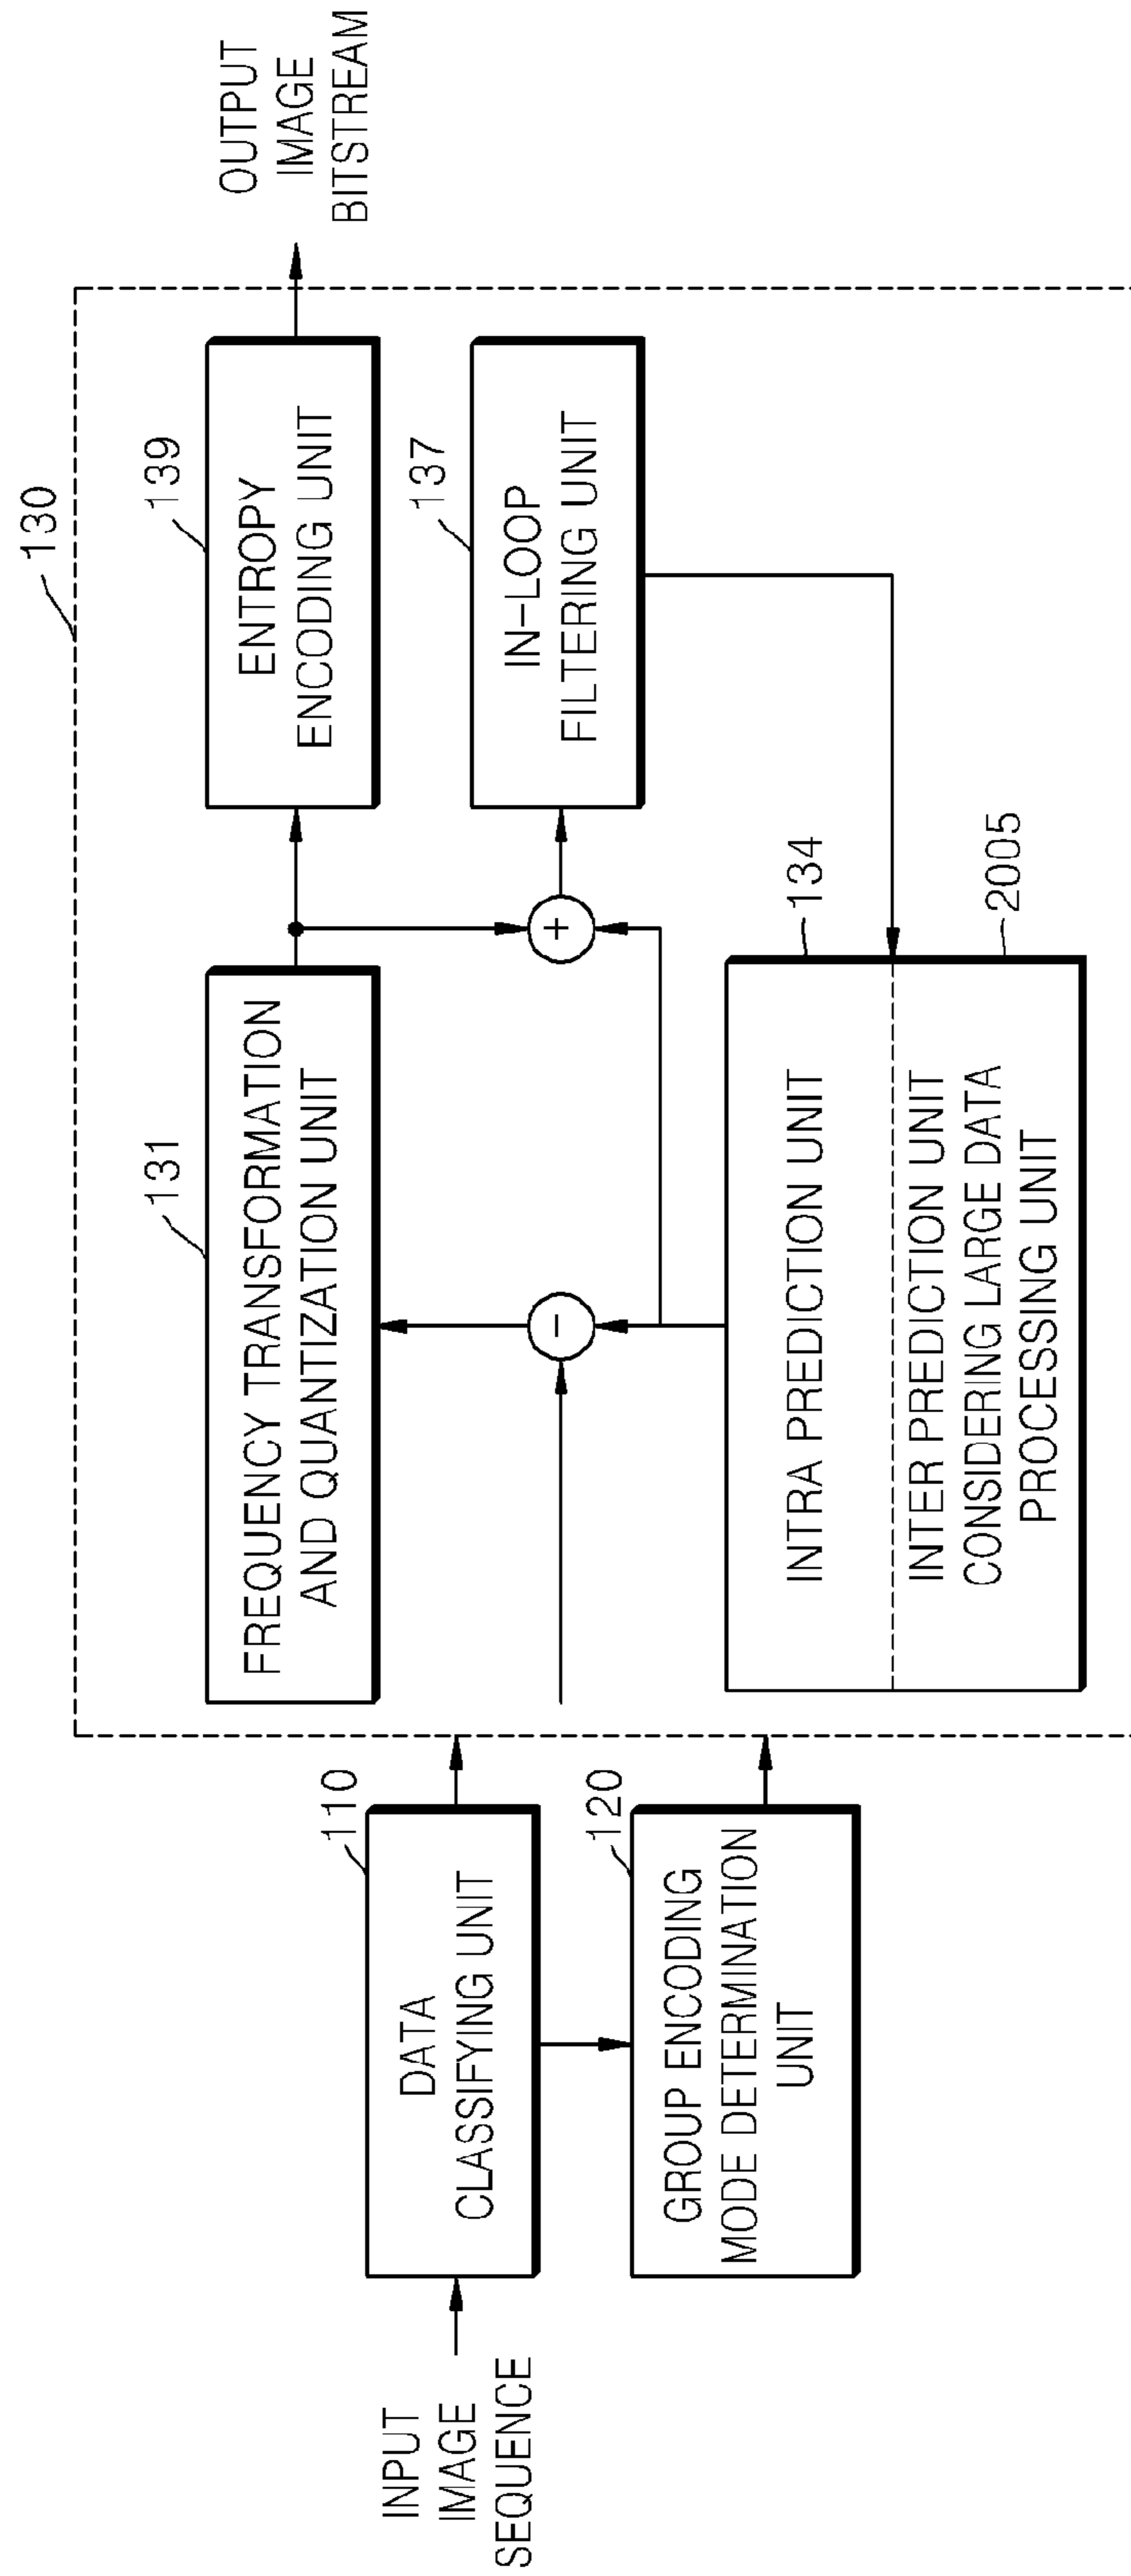 INPUT
IMAGE
SEQUENCE
110
DATA
CLASSIFYING UNIT
120
GROUP ENCODING
MODE DETERMINATION
UNIT
130
131
FREQUENCY TRANSFORMATION
AND QUANTIZATION UNIT
139
ENTROPY
ENCODING UNIT
OUTPUT
IMAGE
BITSTREAM
−
+
137
IN-LOOP
FILTERING UNIT
134
INTRA PREDICTION UNIT
2005
INTER PREDICTION UNIT
CONSIDERING LARGE DATA
PROCESSING UNIT